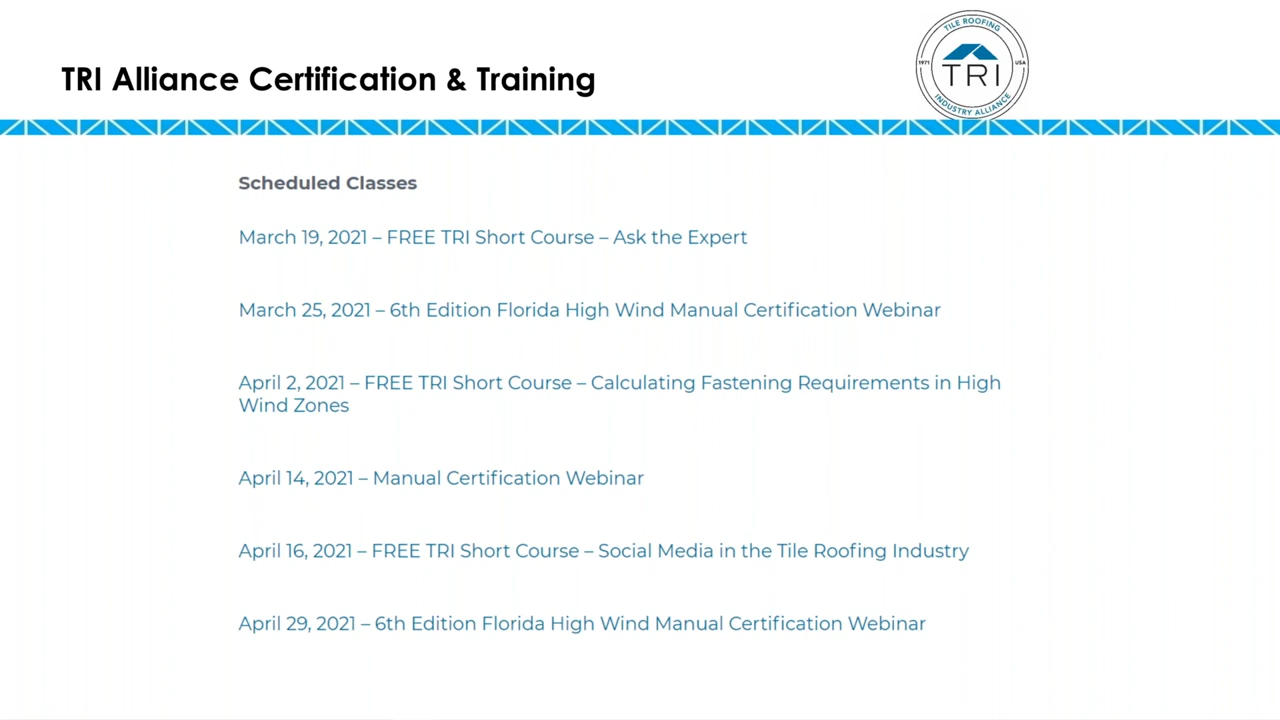 TRI Alliance Certification & Training
TILE ROOFING
1971
TRI
USA
INDUSTRY ALLIANCE
Scheduled Classes
March 19, 2021 – FREE TRI Short Course – Ask the Expert
March 25, 2021 – 6th Edition Florida High Wind Manual Certification Webinar
April 2, 2021 – FREE TRI Short Course – Calculating Fastening Requirements in High
Wind Zones
April 14, 2021 – Manual Certification Webinar
April 16, 2021 – FREE TRI Short Course – Social Media in the Tile Roofing Industry
April 29, 2021 – 6th Edition Florida High Wind Manual Certification Webinar